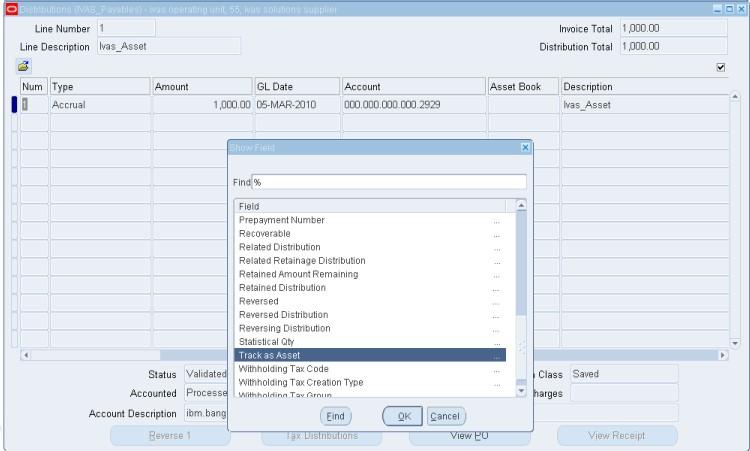 Distributions (IVAS_Payables) - ivas operating unit, 55, ivas solutions supplier
Line Number 1 Invoice Total 1,000.00
Line Description Ivas_Asset Distribution Total 1,000.00
Num Type Amount GL Date Account Asset Book Description
1 Accrual 1,000.00 05-MAR-2010 000.000.000.000.2929 Ivas_Asset
Show Field
Find %
Field
Prepayment Number ...
Recoverable ...
Related Distribution ...
Related Retainage Distribution ...
Retained Amount Remaining ...
Retained Distribution ...
Reversed ...
Reversed Distribution ...
Reversing Distribution ...
Statistical Qty ...
Track as Asset ...
Withholding Tax Code ...
Withholding Tax Creation Type ...
Withholding Tax Group ...
Find OK Cancel
Status Validated Class Saved
Accounted Processe harges
Account Description ibm.bang
Reverse 1 Tax Distributions View PO View Receipt